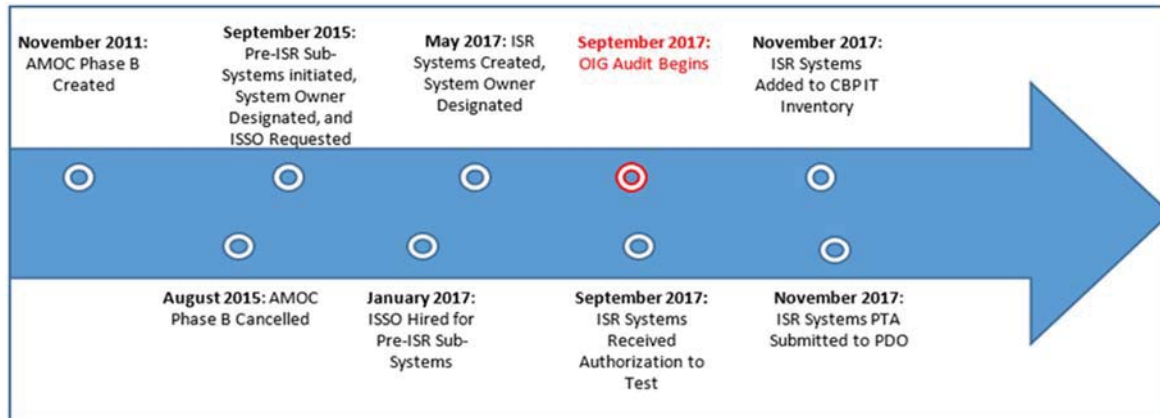 November 2011:
AMOC Phase B
Created
September 2015:
Pre-ISR Sub-
Systems initiated,
System Owner
Designated, and
ISSO Requested
May 2017: ISR
Systems Created,
System Owner
Designated
September 2017:
OIG Audit Begins
November 2017:
ISR Systems
Added to CBP IT
Inventory
August 2015: AMOC
Phase B Cancelled
January 2017:
ISSO Hired for
Pre-ISR Sub-
Systems
September 2017:
ISR Systems
Received
Authorization to
Test
November 2017:
ISR Systems PTA
Submitted to PDO